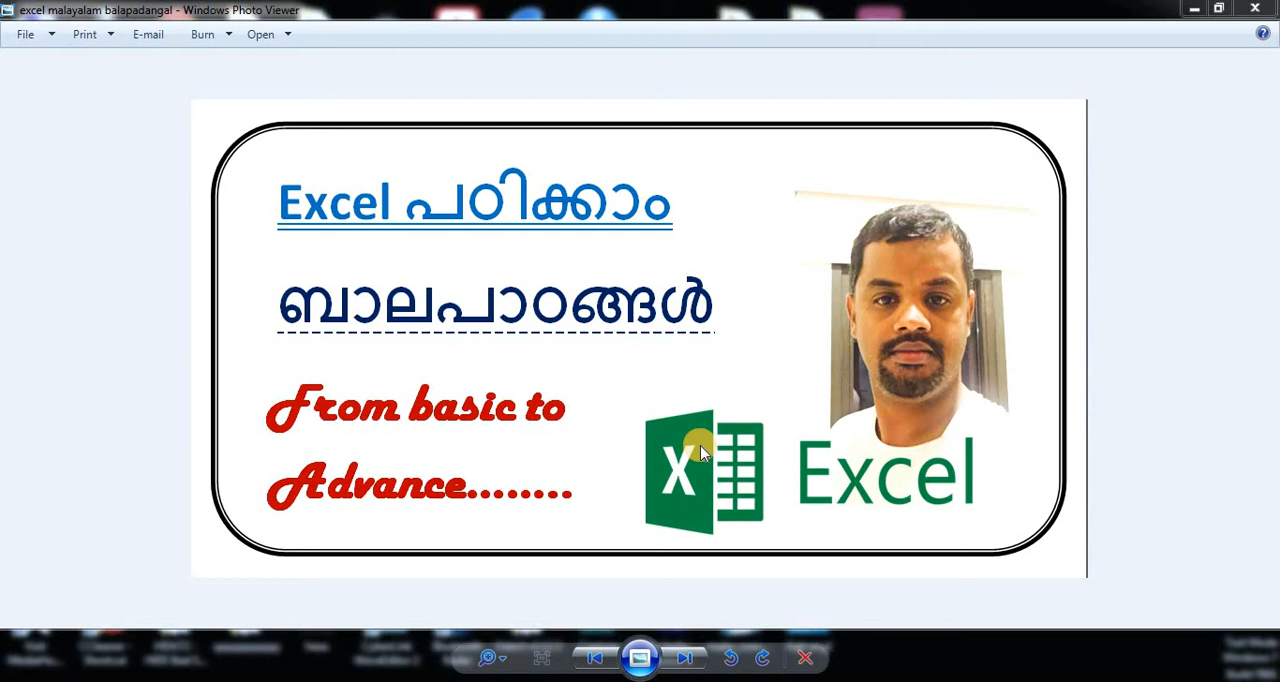 excel malayalam balapadangal - Windows Photo Viewer
File Print E-mail Burn Open
Excel പഠിക്കാം
ബാലപാഠങ്ങൾ
From basic to
Advance........
X Excel